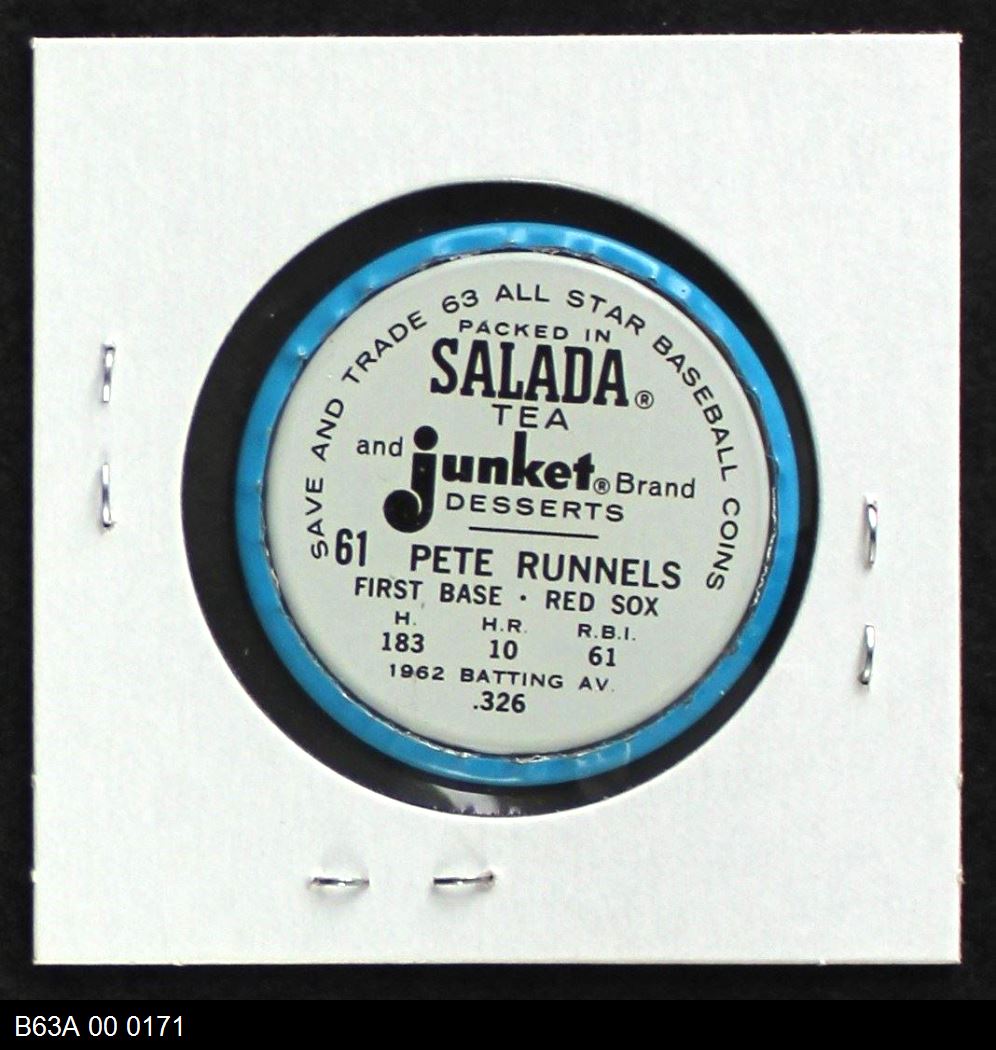 SAVE AND TRADE 63 ALL STAR BASEBALL COINS
PACKED IN
SALADA®
TEA
and junket® Brand
DESSERTS
61 PETE RUNNELS
FIRST BASE · RED SOX
H. H.R. R.B.I.
183 10 61
1962 BATTING AV.
.326
B63A 00 0171